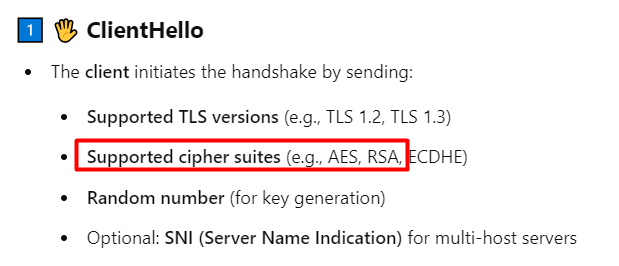 1 👋 ClientHello
• The client initiates the handshake by sending:
• Supported TLS versions (e.g., TLS 1.2, TLS 1.3)
• Supported cipher suites (e.g., AES, RSA, ECDHE)
• Random number (for key generation)
• Optional: SNI (Server Name Indication) for multi-host servers